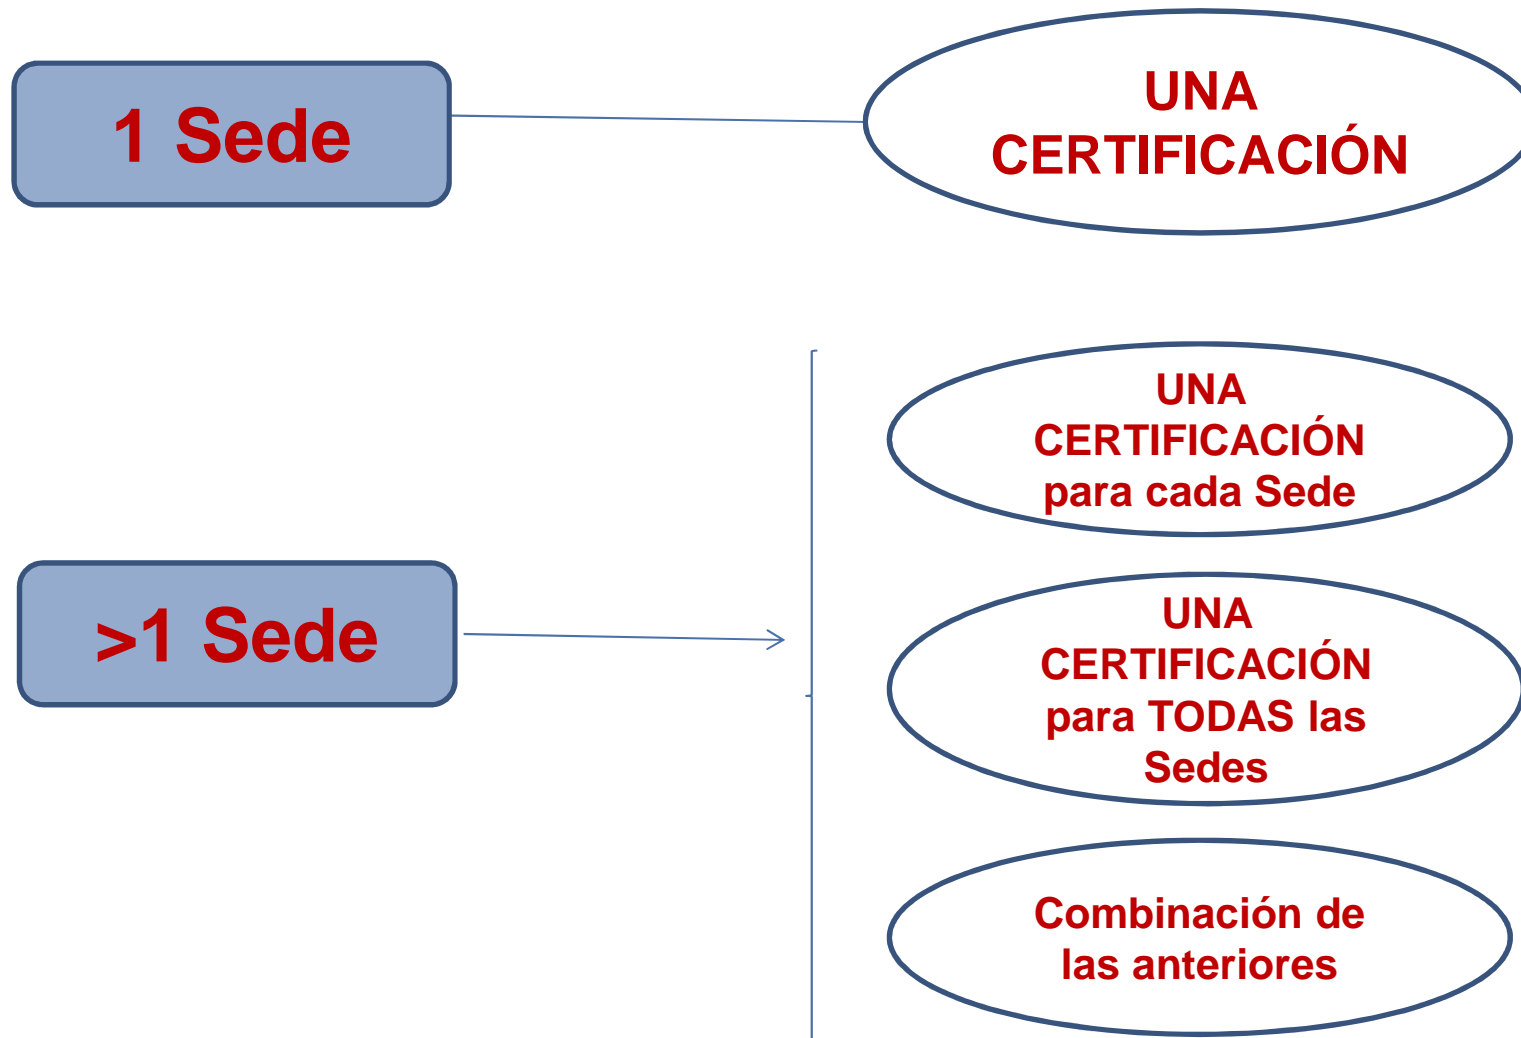 1 Sede
UNA
CERTIFICACIÓN
>1 Sede
UNA
CERTIFICACIÓN
para cada Sede
UNA
CERTIFICACIÓN
para TODAS las
Sedes
Combinación de
las anteriores